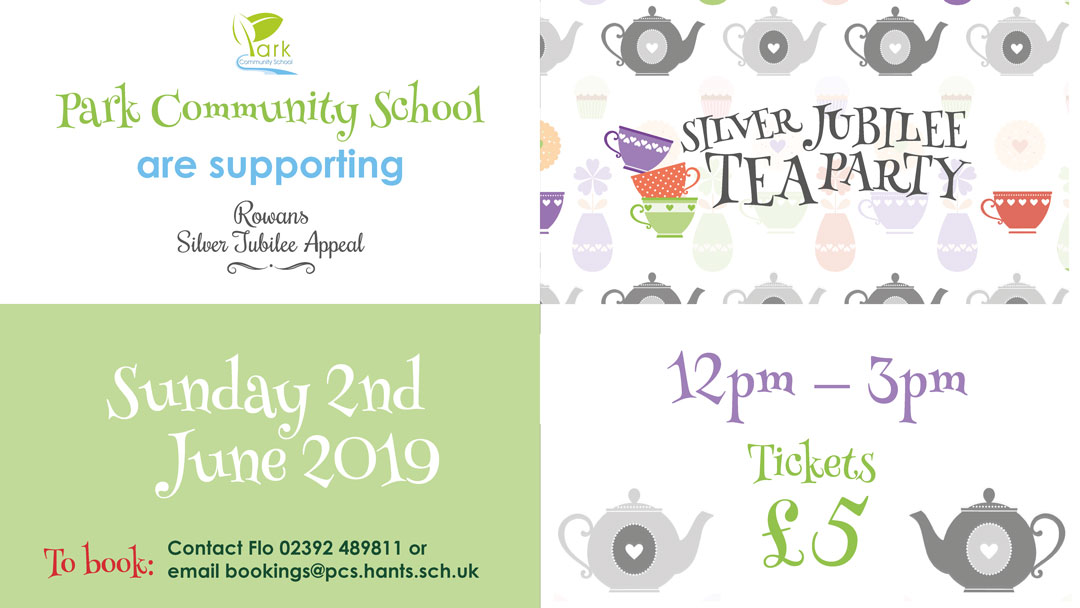 Park
Community School
Park Community School
are supporting
Rowans
Silver Jubilee Appeal
SILVER JUBILEE
TEA PARTY
Sunday 2nd
June 2019
To book:
Contact Flo 02392 489811 or
email bookings@pcs.hants.sch.uk
12pm – 3pm
Tickets
£5